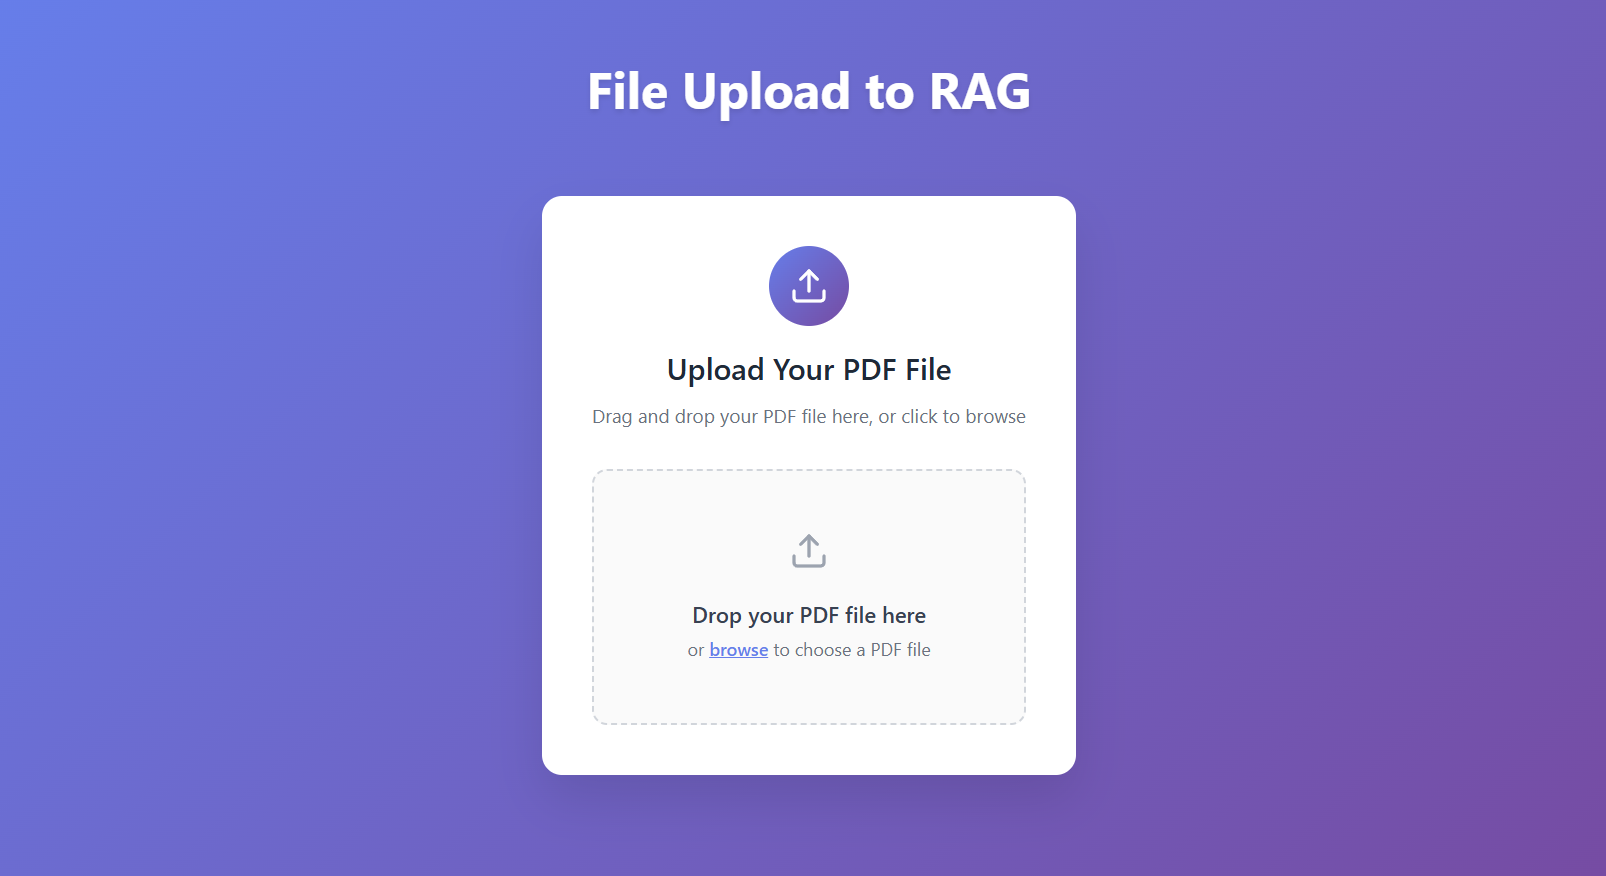 File Upload to RAG
Upload Your PDF File
Drag and drop your PDF file here, or click to browse
Drop your PDF file here
or browse to choose a PDF file